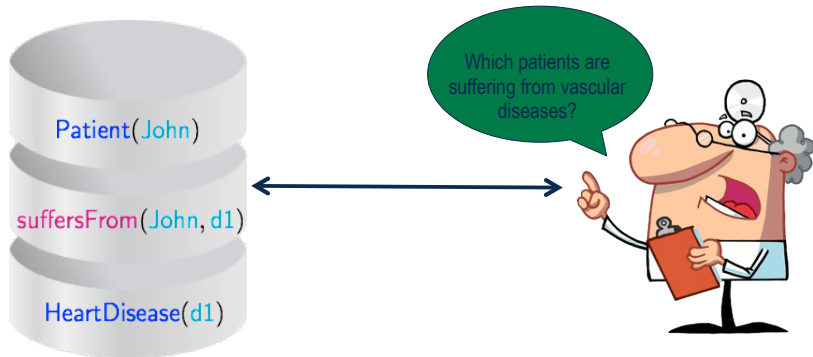 Patient(John)
suffersFrom(John, d1)
HeartDisease(d1)
Which patients are
suffering from vascular
diseases?